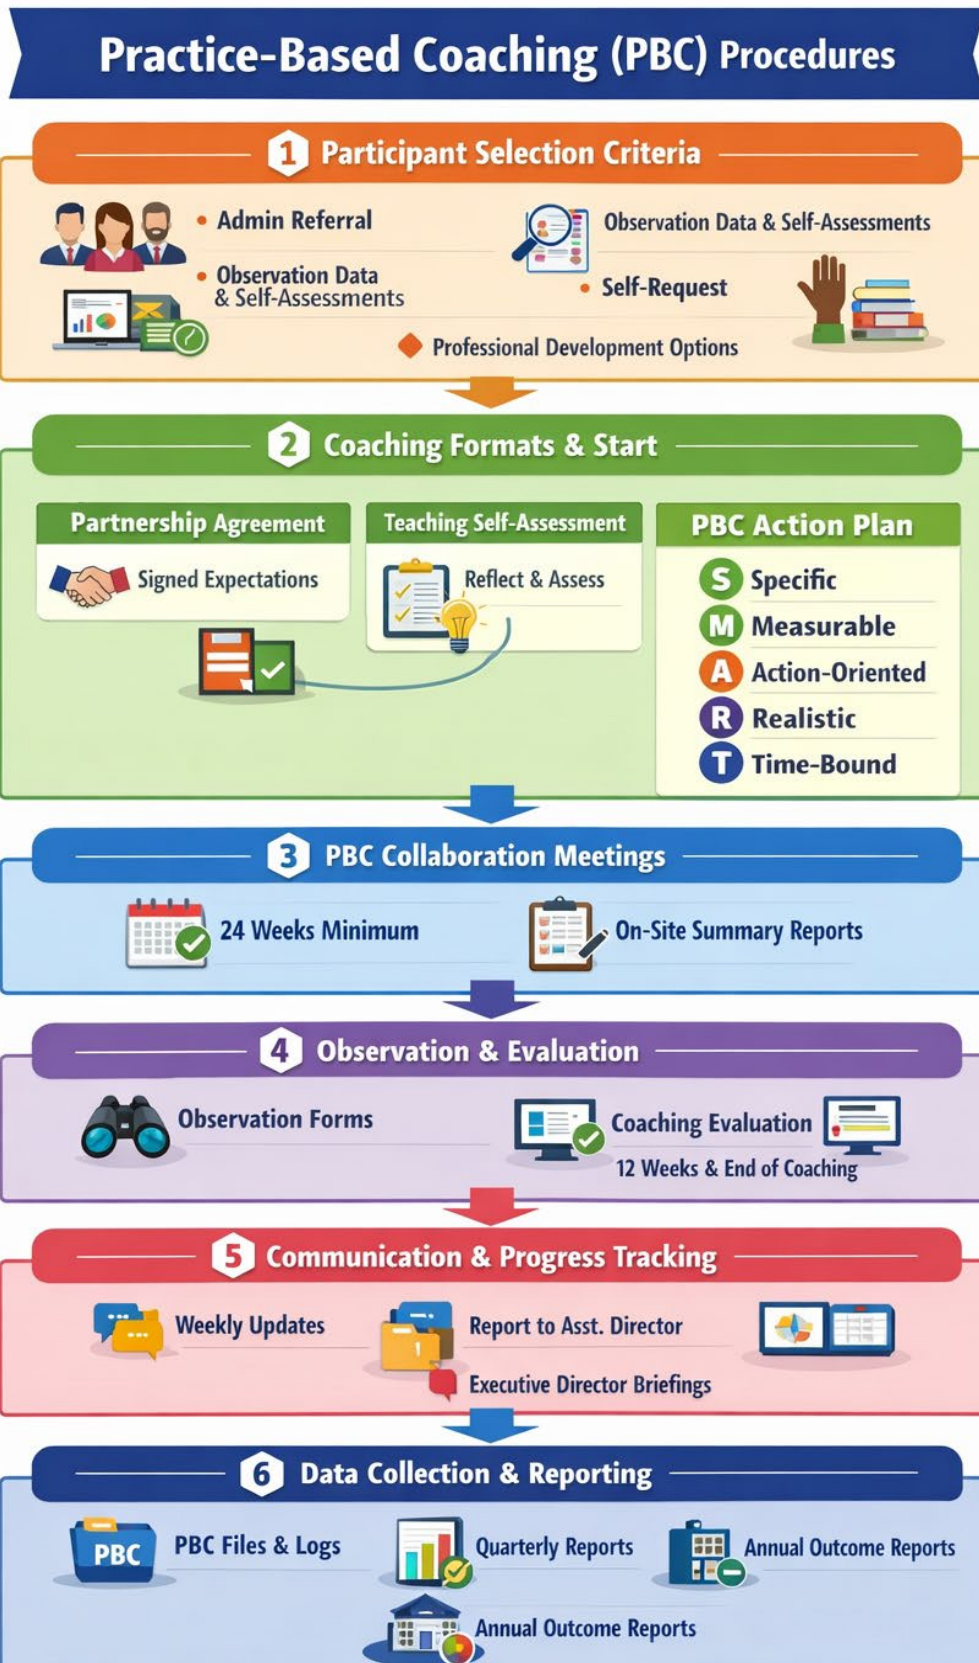 Practice-Based Coaching (PBC) Procedures
1 Participant Selection Criteria
• Admin Referral
• Observation Data
& Self-Assessments
Observation Data & Self-Assessments
• Self-Request
Professional Development Options
2 Coaching Formats & Start
Partnership Agreement
Signed Expectations
Teaching Self-Assessment
Reflect & Assess
PBC Action Plan
S Specific
M Measurable
A Action-Oriented
R Realistic
T Time-Bound
3 PBC Collaboration Meetings
24 Weeks Minimum
On-Site Summary Reports
4 Observation & Evaluation
Observation Forms
Coaching Evaluation
12 Weeks & End of Coaching
5 Communication & Progress Tracking
Weekly Updates
Report to Asst. Director
Executive Director Briefings
6 Data Collection & Reporting
PBC
PBC Files & Logs
Quarterly Reports
Annual Outcome Reports
Annual Outcome Reports